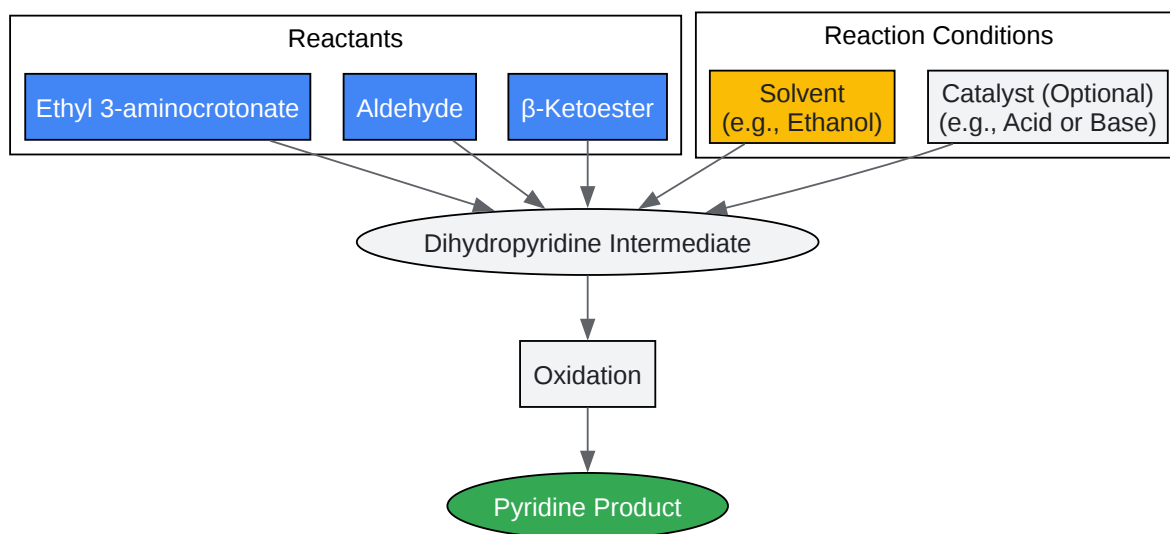 Reactants
Ethyl 3-aminocrotonate
Aldehyde
β-Ketoester
Reaction Conditions
Solvent
(e.g., Ethanol)
Catalyst (Optional)
(e.g., Acid or Base)
Dihydropyridine Intermediate
Oxidation
Pyridine Product